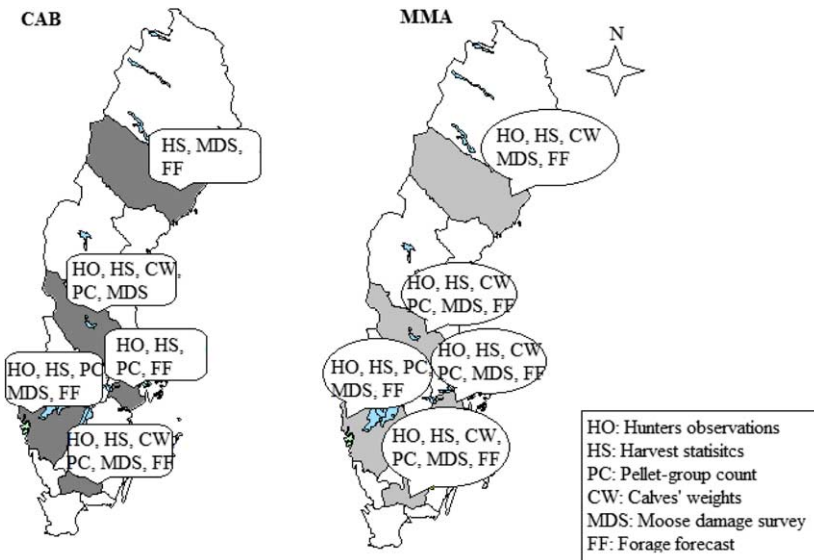 CAB
HS, MDS,
FF
HO, HS, CW,
PC, MDS
HO, HS,
PC, FF
HO, HS, PC
MDS, FF
HO, HS, CW,
PC, MDS, FF
MMA
N
HO, HS, CW
MDS, FF
HO, HS, CW
PC, MDS, FF
HO, HS, CW
PC, MDS, FF
HO, HS, PC,
MDS, FF
HO, HS, CW,
PC, MDS, FF
HO: Hunters observations
HS: Harvest statisitcs
PC: Pellet-group count
CW: Calves' weights
MDS: Moose damage survey
FF: Forage forecast